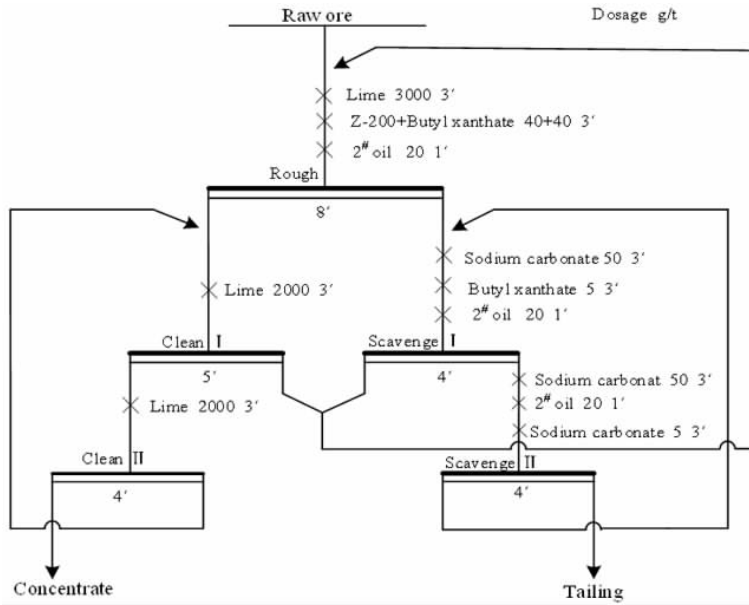 Raw ore
Dosage g/t
Lime 3000 3′
Z-200+Butyl xanthate 40+40 3′
2# oil 20 1′
Rough
8′
Sodium carbonate 50 3′
Lime 2000 3′
Butyl xanthate 5 3′
2# oil 20 1′
Clean I
Scavenge I
5′
4′
Sodium carbonat 50 3′
Lime 2000 3′
2# oil 20 1′
Sodium carbonate 5 3′
Clean II
Scavenge II
4′
4′
Concentrate
Tailing